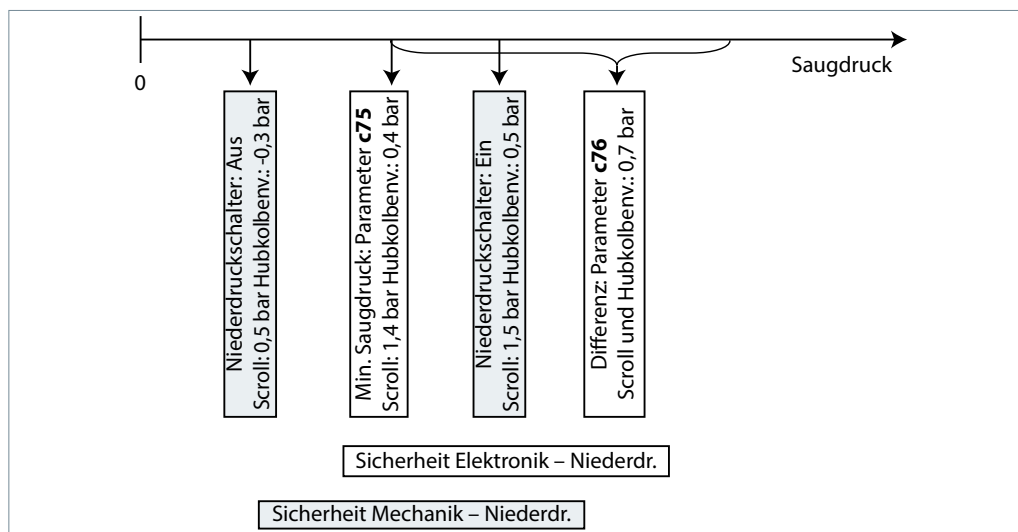 0
Saugdruck
Niederdruckschalter: Aus
Scroll: 0,5 bar Hubkolbenv.: -0,3 bar
Min. Saugdruck: Parameter c75
Scroll: 1,4 bar Hubkolbenv.: 0,4 bar
Niederdruckschalter: Ein
Scroll: 1,5 bar Hubkolbenv.: 0,5 bar
Differenz: Parameter c76
Scroll und Hubkolbenv.: 0,7 bar
Sicherheit Elektronik – Niederdr.
Sicherheit Mechanik – Niederdr.